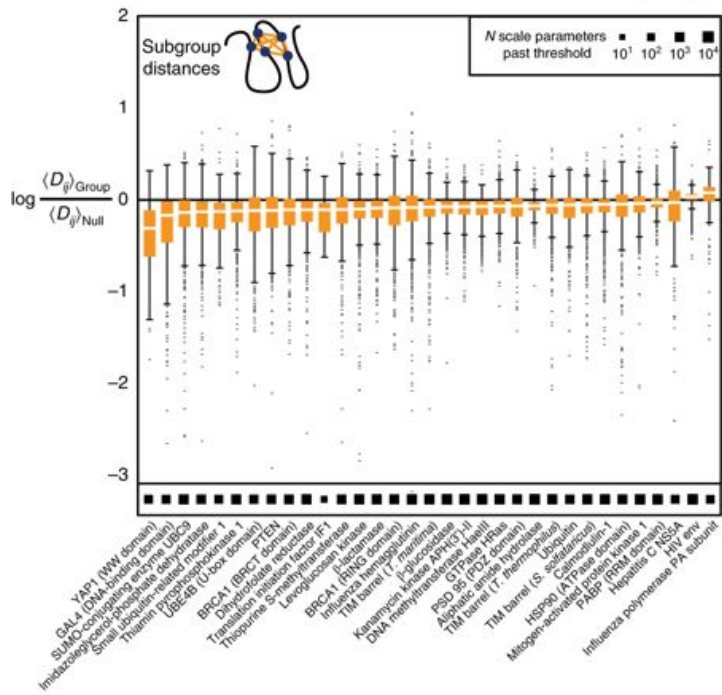 2
1
0
−1
−2
−3
log ⟨Dij⟩Group
⟨Dij⟩Null
Subgroup
distances
N scale parameters
past threshold
10¹ 10² 10³ 10⁴
YAP1 (WW domain)
GAL4 (DNA-binding domain)
SUMO-conjugating enzyme UBC9
Imidazoleglycerol-phosphate dehydratase
Small ubiquitin-related modifier 1
Thiamin pyrophosphokinase 1
UBE4B (U-box domain)
PTEN
BRCA1 (BRCT domain)
Dihydrofolate reductase
Translation initiation factor IF1
Thiopurine S-methyltransferase
Levoglucosan kinase
β-lactamase
BRCA1 (RING domain)
Influenza hemagglutinin
TIM barrel (T. maritima)
β-glucosidase
Kanamycin kinase APH(3')-II
DNA methyltransferase HaeIII
GTPase HRas
PSD 95 (PDZ domain)
Aliphatic amide hydrolase
TIM barrel (T. thermophilus)
Ubiquitin
TIM barrel (S. solfataricus)
Calmodulin-1
HSP90 (ATPase domain)
Mitogen-activated protein kinase 1
PABP (RRM domain)
Hepatitis C NS5A
HIV env
Influenza polymerase PA subunit